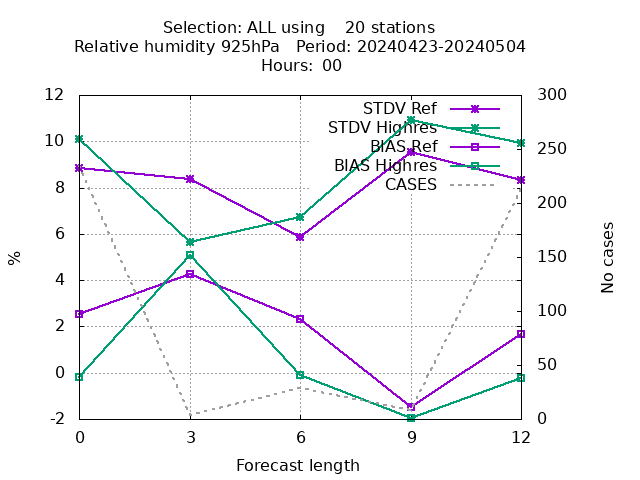 Selection: ALL using    20 stations
Relative humidity 925hPa   Period: 20240423-20240504
Hours: 00
STDV Ref
STDV Highres
BIAS Ref
BIAS Highres
CASES
12
10
8
6
4
2
0
-2
%
300
250
200
150
100
50
0
No cases
0 3 6 9 12
Forecast length